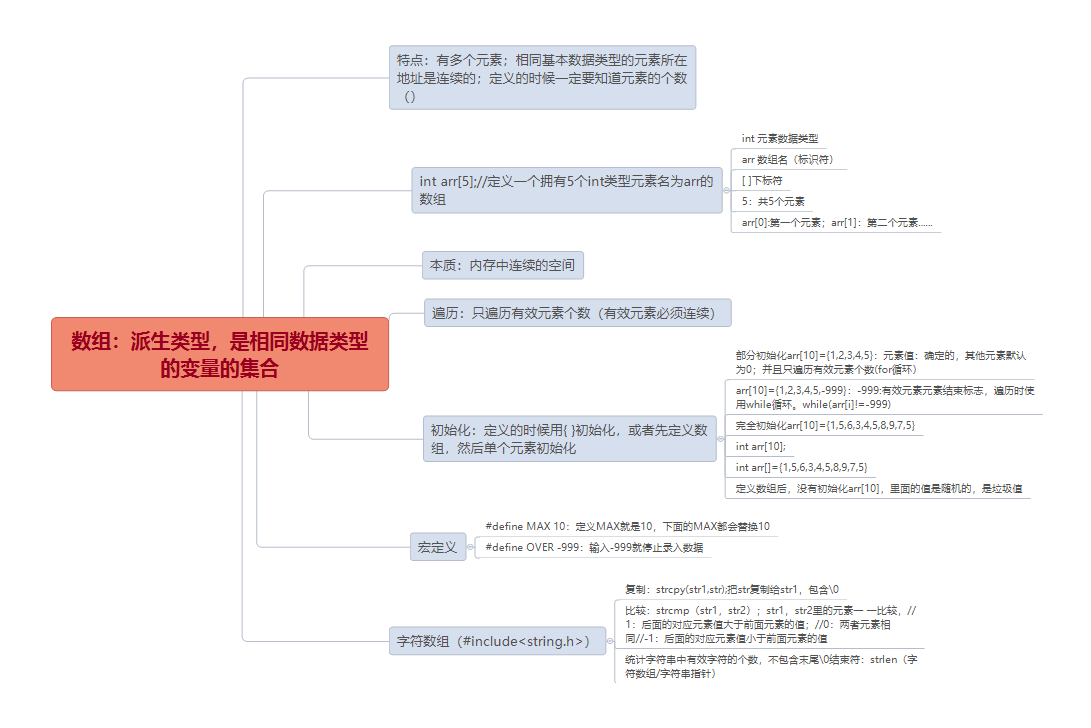 特点：有多个元素；相同基本数据类型的元素所在
地址是连续的；定义的时候一定要知道元素的个数
（）
int 元素数据类型
arr 数组名（标识符）
[ ]下标符
5：共5个元素
arr[0]:第一个元素；arr[1]：第二个元素......
int arr[5];//定义一个拥有5个int类型元素名为arr的
数组
本质：内存中连续的空间
遍历：只遍历有效元素个数（有效元素必须连续）
数组：派生类型，是相同数据类型
的变量的集合
部分初始化arr[10]={1,2,3,4,5}：元素值：确定的，其他元素默认
为0；并且只遍历有效元素个数(for循环）
arr[10]={1,2,3,4,5,-999}：-999:有效元素元素结束标志，遍历时使
用while循环。while(arr[i]!=-999)
完全初始化arr[10]={1,5,6,3,4,5,8,9,7,5}
int arr[10];
int arr[]={1,5,6,3,4,5,8,9,7,5}
定义数组后，没有初始化arr[10]，里面的值是随机的，是垃圾值
初始化：定义的时候用{ }初始化，或者先定义数
组，然后单个元素初始化
#define MAX 10：定义MAX就是10，下面的MAX都会替换10
#define OVER -999：输入-999就停止录入数据
宏定义
复制：strcpy(str1,str);把str复制给str1，包含\0
比较：strcmp（str1，str2）；str1，str2里的元素一 一比较，//
1：后面的对应元素值大于前面元素的值；//0：两者元素相
同//-1：后面的对应元素值小于前面元素的值
统计字符串中有效字符的个数，不包含末尾\0结束符：strlen（字
符数组/字符串指针）
字符数组（#include<string.h>）